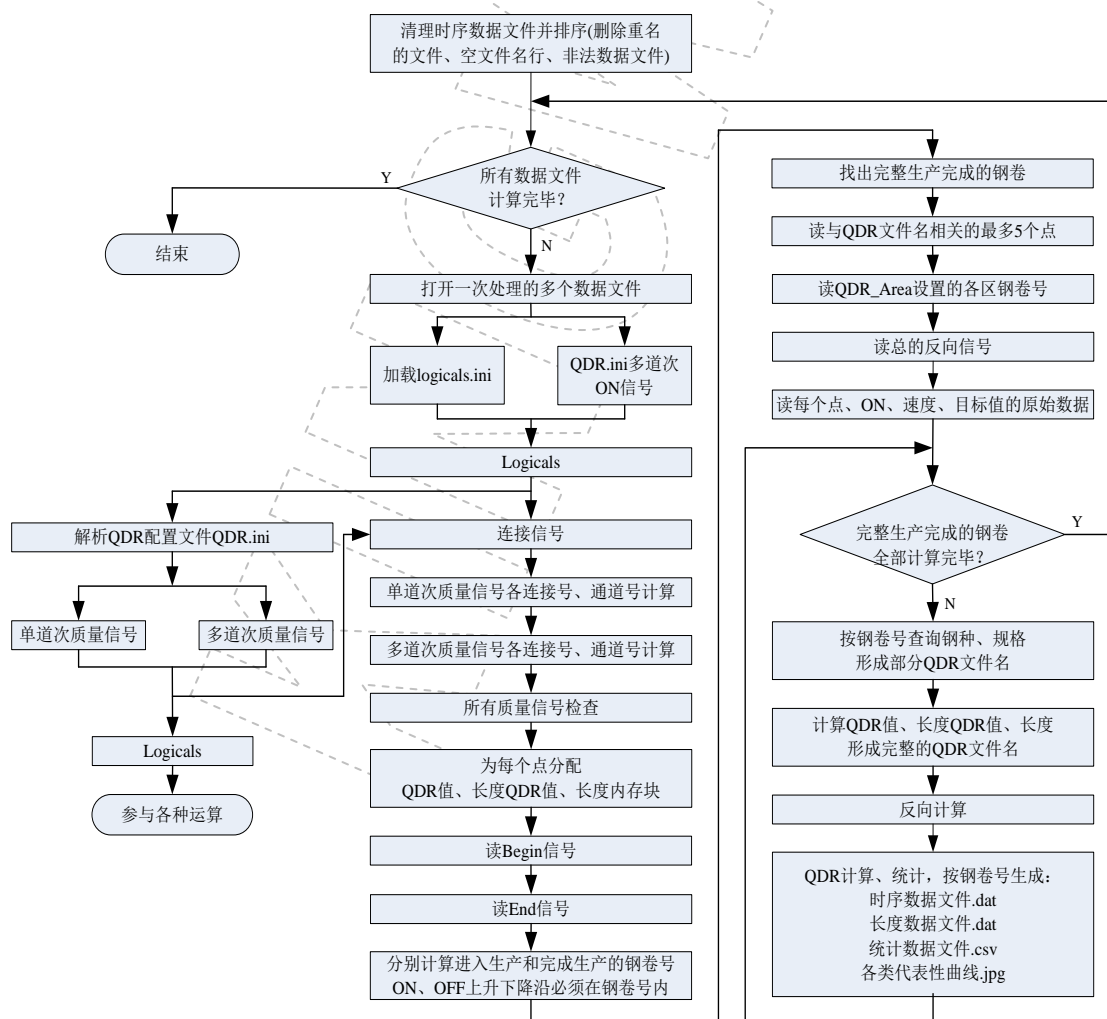 清理时序数据文件并排序(删除重名
的文件、空文件名行、非法数据文件)
所有数据文件
计算完毕?
Y
N
结束
打开一次处理的多个数据文件
加载logicals.ini
QDR.ini多道次
ON信号
Logicals
解析QDR配置文件QDR.ini
单道次质量信号
多道次质量信号
Logicals
参与各种运算
连接信号
单道次质量信号各连接号、通道号计算
多道次质量信号各连接号、通道号计算
所有质量信号检查
为每个点分配
QDR值、长度QDR值、长度内存块
读Begin信号
读End信号
分别计算进入生产和完成生产的钢卷号
ON、OFF上升下降沿必须在钢卷号内
找出完整生产完成的钢卷
读与QDR文件名相关的最多5个点
读QDR_Area设置的各区钢卷号
读总的反向信号
读每个点、ON、速度、目标值的原始数据
完整生产完成的钢卷
全部计算完毕?
Y
N
按钢卷号查询钢种、规格
形成部分QDR文件名
计算QDR值、长度QDR值、长度
形成完整的QDR文件名
反向计算
QDR计算、统计，按钢卷号生成：
时序数据文件.dat
长度数据文件.dat
统计数据文件.csv
各类代表性曲线.jpg